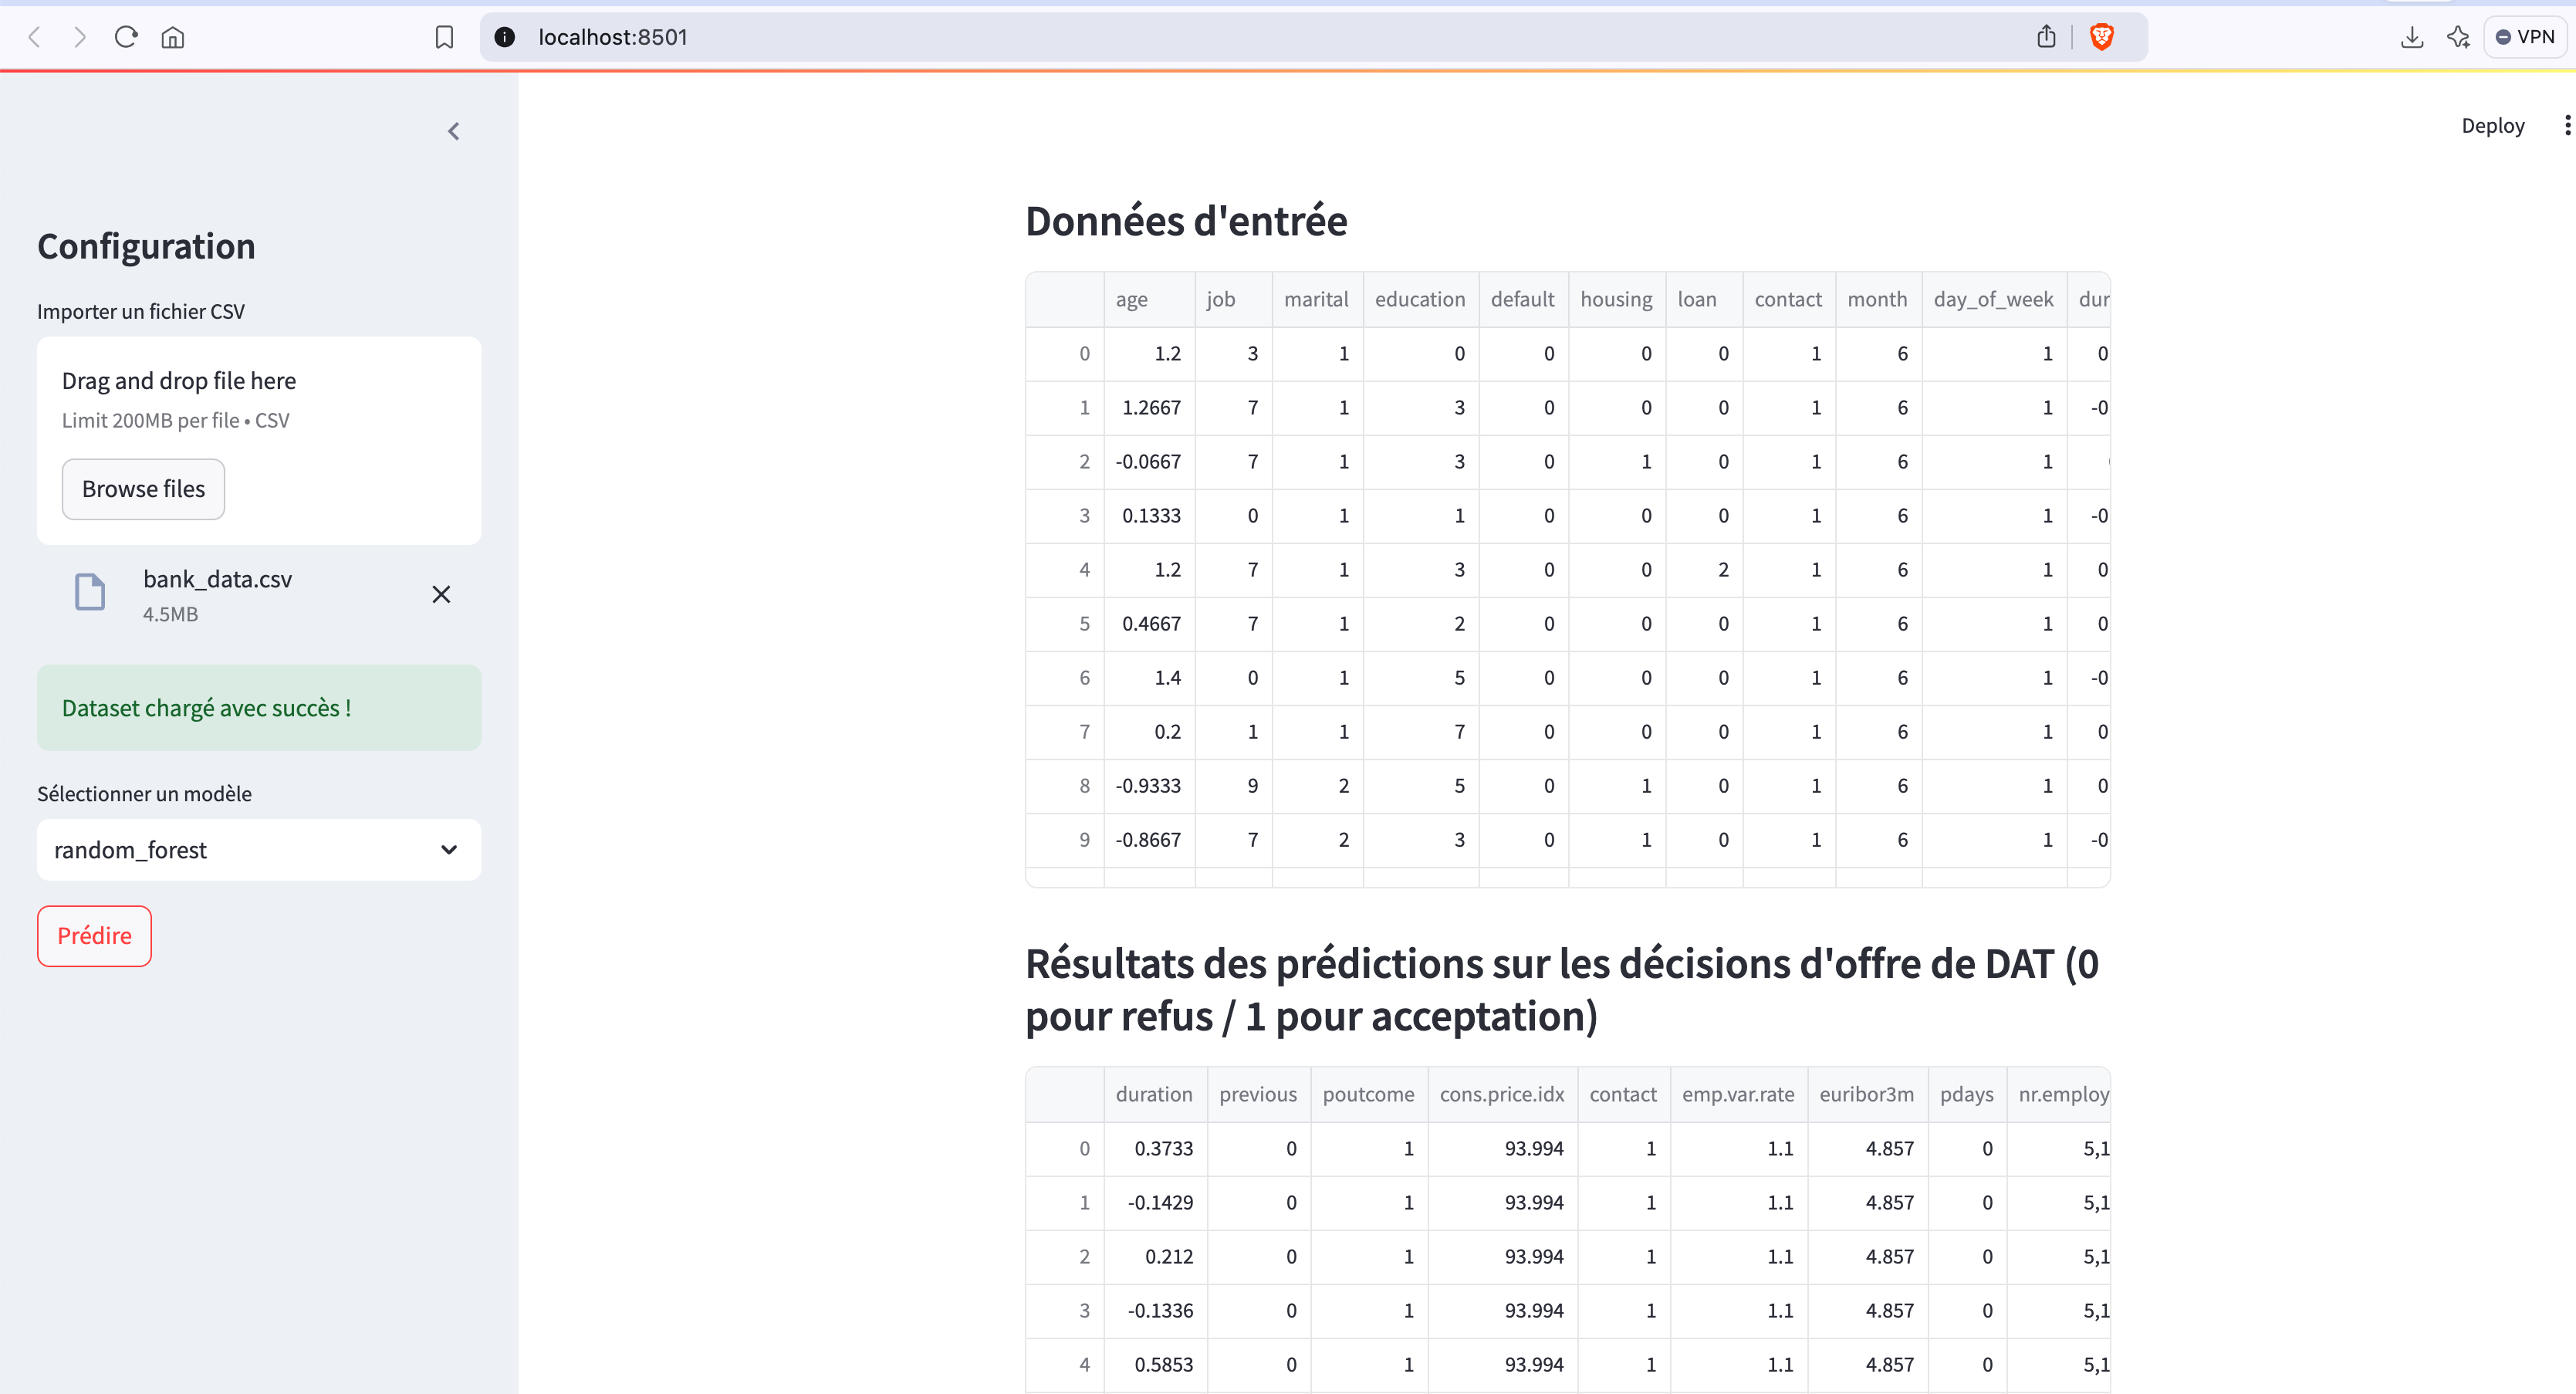 localhost:8501
VPN
Deploy
Configuration
Importer un fichier CSV
Drag and drop file here
Limit 200MB per file • CSV
Browse files
bank_data.csv
4.5MB
Dataset chargé avec succès !
Sélectionner un modèle
random_forest
Prédire
Données d'entrée
age job marital education default housing loan contact month day_of_week dur
0 1.2 3 1 0 0 0 0 1 6 1 0
1 1.2667 7 1 3 0 0 0 1 6 1 -0
2 -0.0667 7 1 3 0 1 0 1 6 1
3 0.1333 0 1 1 0 0 0 1 6 1 -0
4 1.2 7 1 3 0 0 2 1 6 1 0
5 0.4667 7 1 2 0 0 0 1 6 1 0
6 1.4 0 1 5 0 0 0 1 6 1 -0
7 0.2 1 1 7 0 0 0 1 6 1 0
8 -0.9333 9 2 5 0 1 0 1 6 1 0
9 -0.8667 7 2 3 0 1 0 1 6 1 -0
Résultats des prédictions sur les décisions d'offre de DAT (0
pour refus / 1 pour acceptation)
duration previous poutcome cons.price.idx contact emp.var.rate euribor3m pdays nr.employ
0 0.3733 0 1 93.994 1 1.1 4.857 0 5,1
1 -0.1429 0 1 93.994 1 1.1 4.857 0 5,1
2 0.212 0 1 93.994 1 1.1 4.857 0 5,1
3 -0.1336 0 1 93.994 1 1.1 4.857 0 5,1
4 0.5853 0 1 93.994 1 1.1 4.857 0 5,1